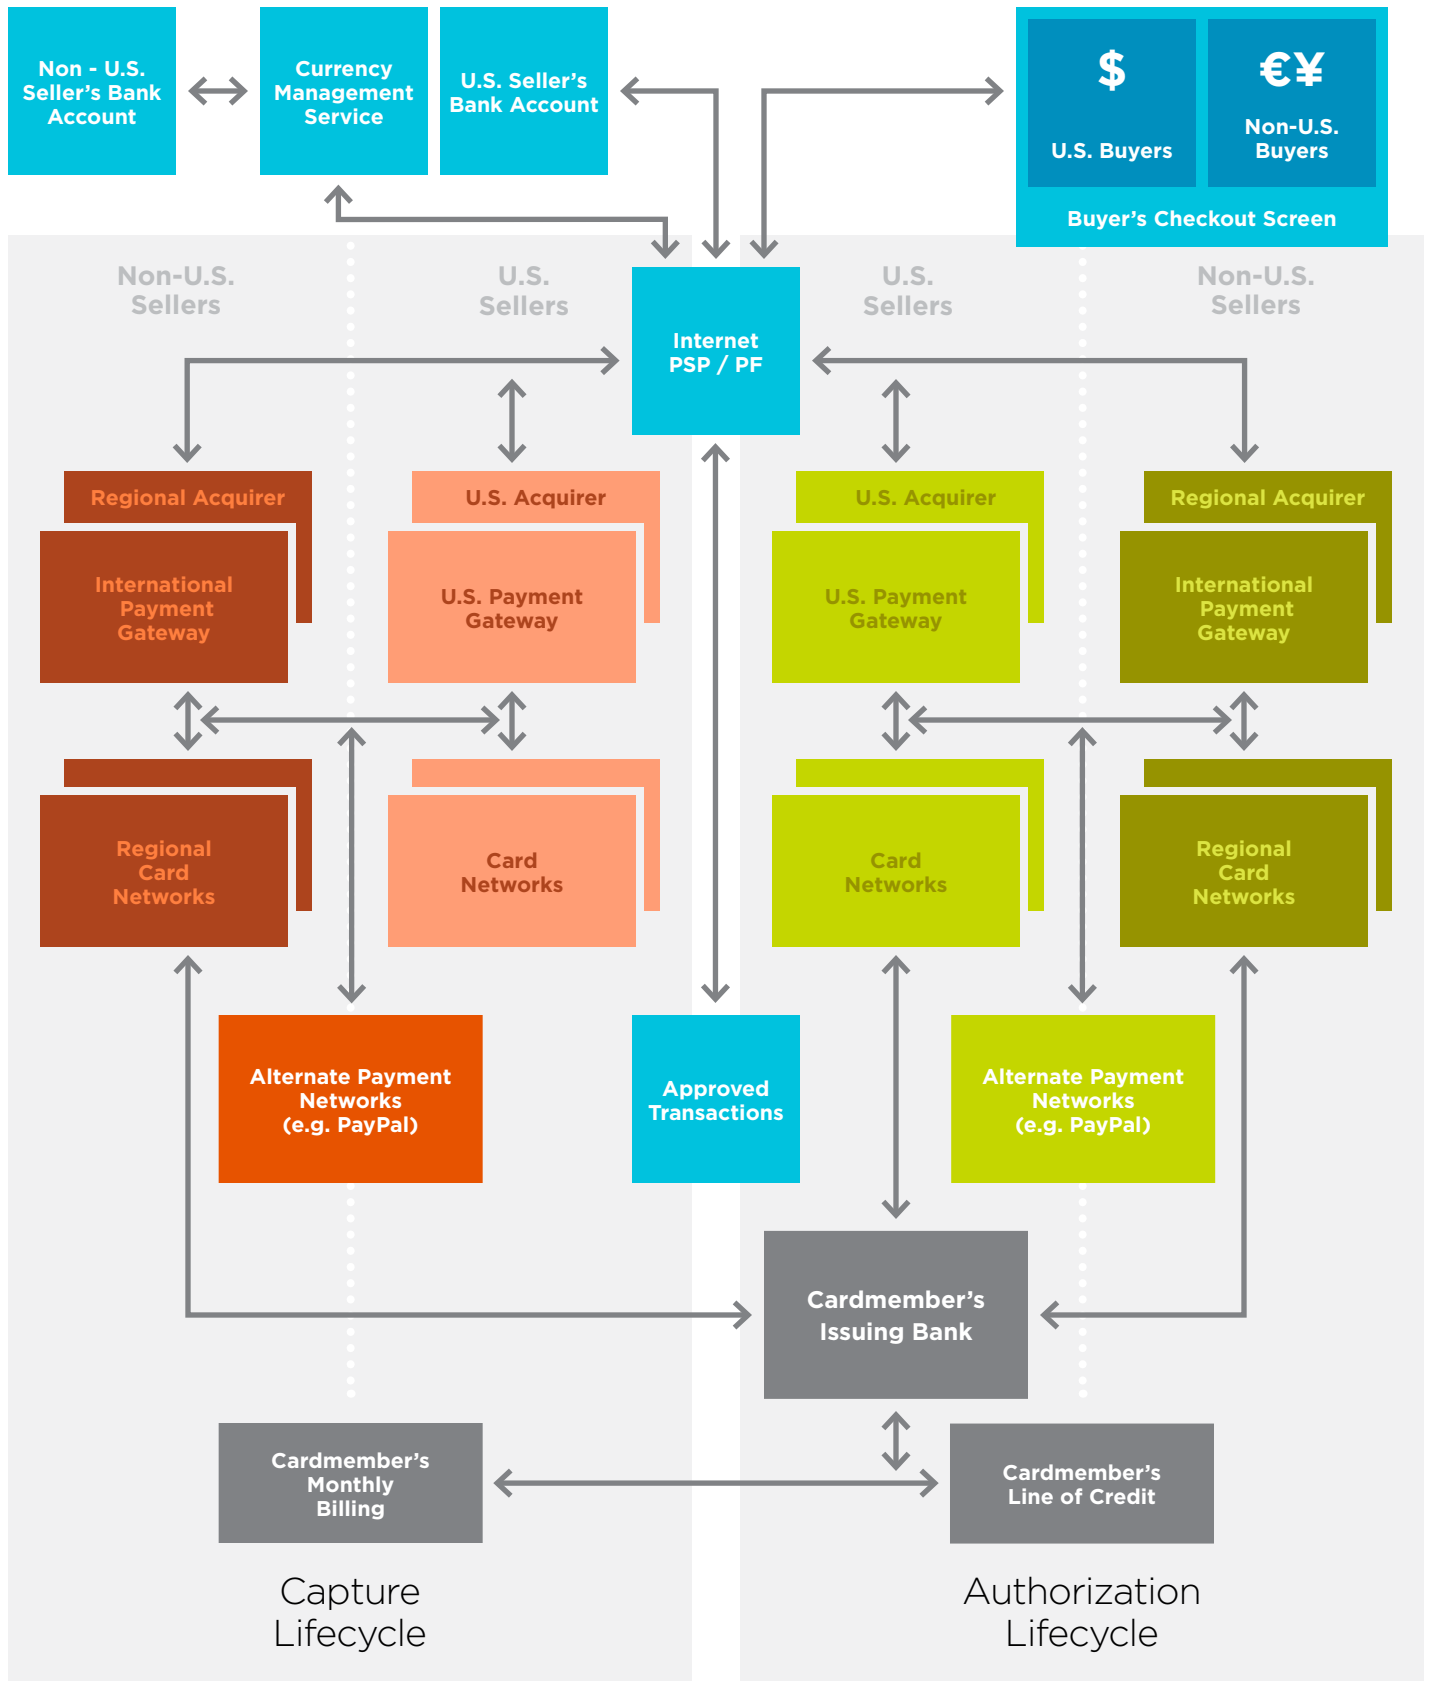 Non - U.S.
Seller's Bank
Account
Currency
Management
Service
U.S. Seller's
Bank Account
$
U.S. Buyers
€¥
Non-U.S.
Buyers
Buyer's Checkout Screen
Non-U.S.
Sellers
U.S.
Sellers
Internet
PSP / PF
U.S.
Sellers
Non-U.S.
Sellers
Regional Acquirer
International
Payment
Gateway
U.S. Acquirer
U.S. Payment
Gateway
U.S. Acquirer
U.S. Payment
Gateway
Regional Acquirer
International
Payment
Gateway
Regional
Card
Networks
Card
Networks
Card
Networks
Regional
Card
Networks
Alternate Payment
Networks
(e.g. PayPal)
Approved
Transactions
Alternate Payment
Networks
(e.g. PayPal)
Cardmember's
Issuing Bank
Cardmember's
Monthly
Billing
Cardmember's
Line of Credit
Capture
Lifecycle
Authorization
Lifecycle